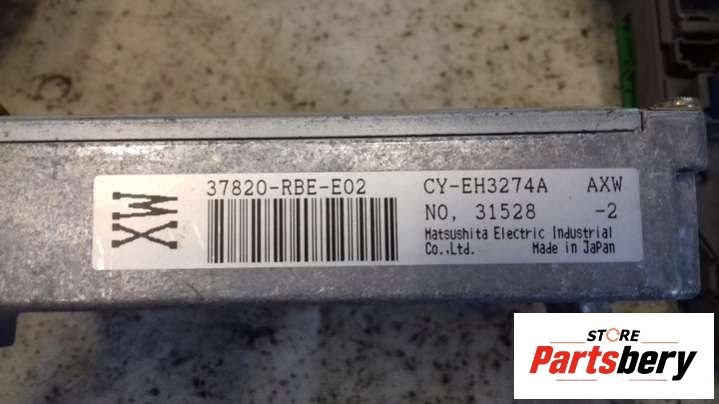 MX
37820-RBE-E02
CY-EH3274A AXW
NO, 31528 -2
Matsushita Electric Industrial
Co.,Ltd. Made in JaPan
STORE
Partsbery